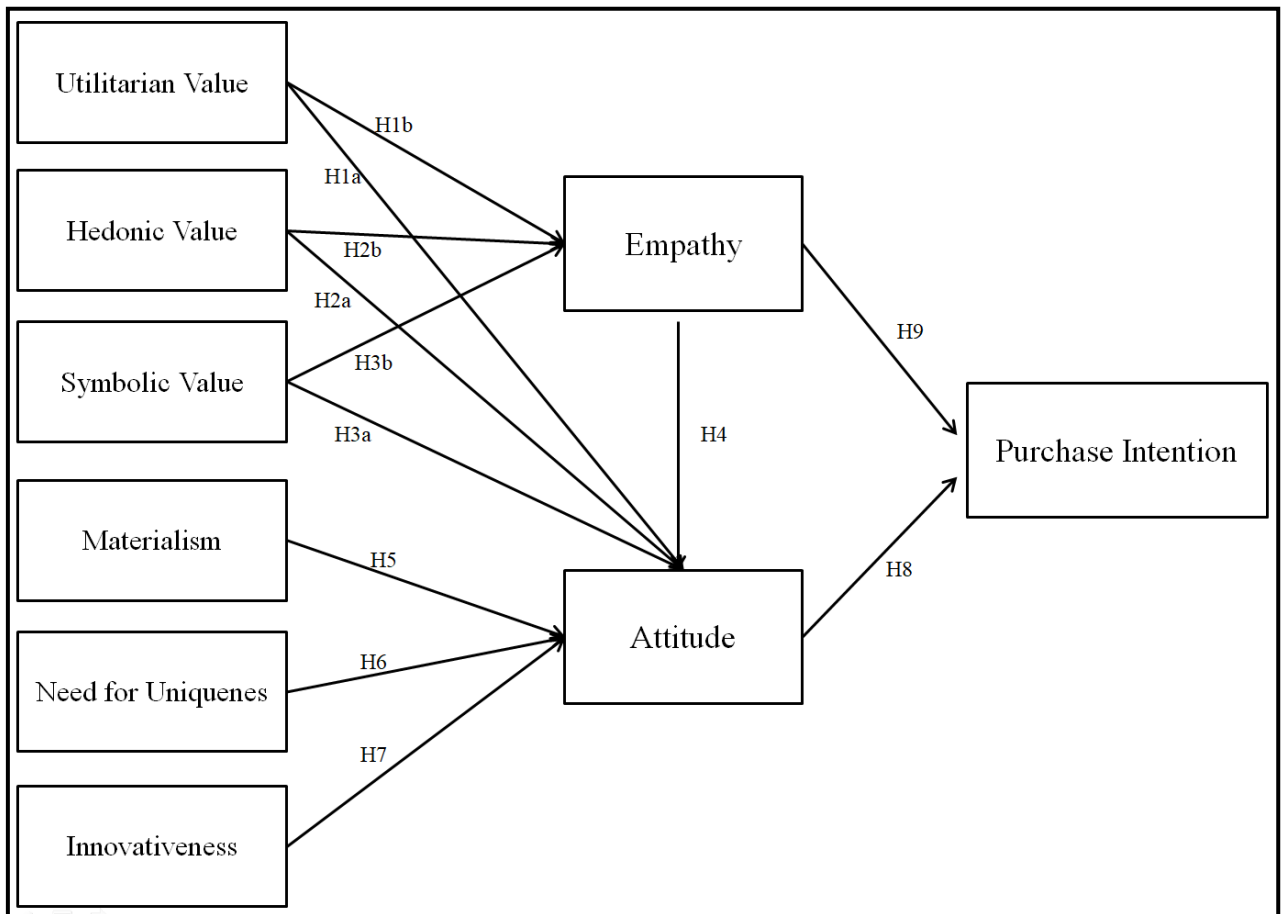 Utilitarian Value
H1b
H1a
Hedonic Value
H2b
Empathy
H2a
H9
Symbolic Value
H3b
H3a
H4
Purchase Intention
Materialism
H5
H8
Attitude
H6
Need for Uniquenes
H7
Innovativeness